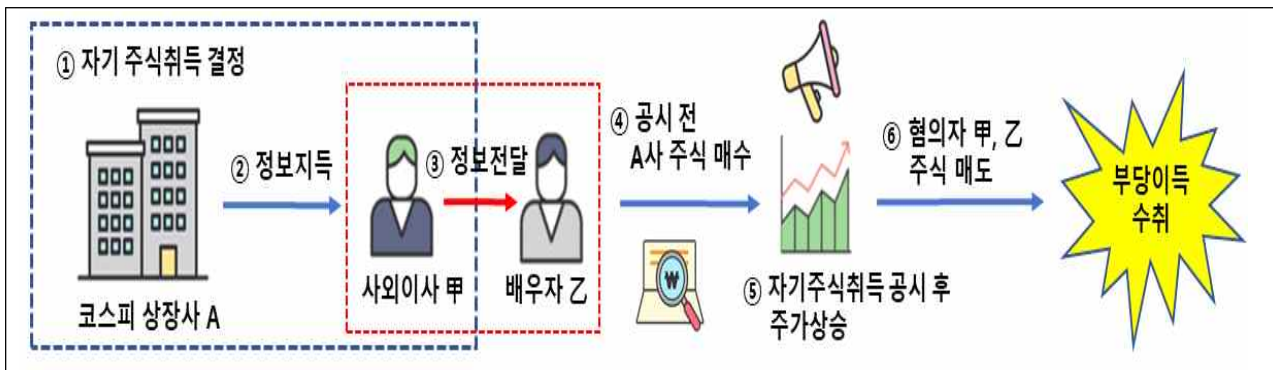 ① 자기 주식취득 결정
② 정보지득
③ 정보전달
코스피 상장사 A
사외이사 甲
배우자 乙
④ 공시 전
A사 주식 매수
₩
⑤ 자기주식취득 공시 후
주가상승
⑥ 혐의자 甲, 乙
주식 매도
부당이득
수취